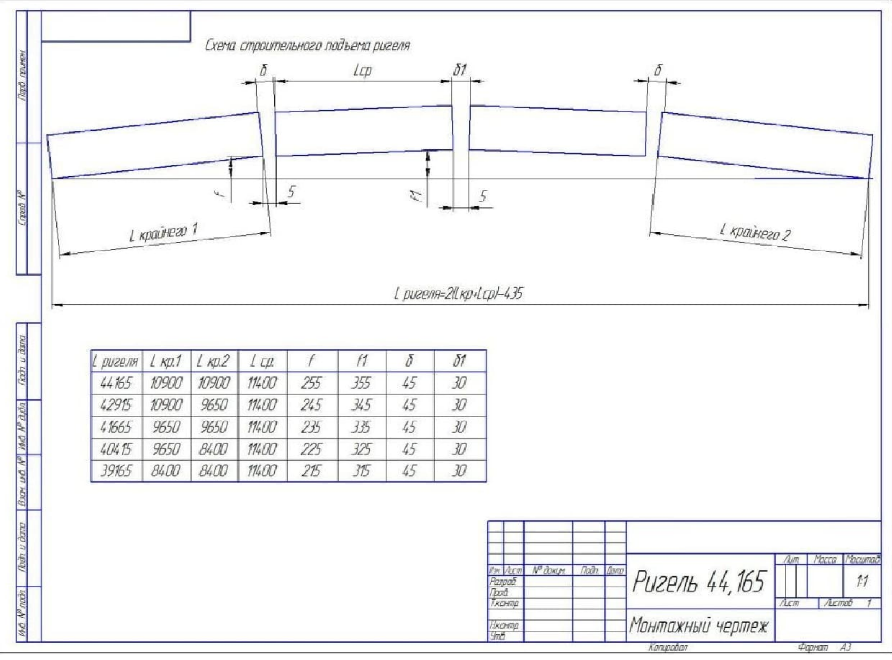 Схема строительного подъема ригеля
δ Lср δ1 δ
f 5 f1 5
L крайнего 1 L крайнего 2
L ригеля=2(Lкр+Lср)-435
L ригеля L кр.1 L кр.2 L ср. f f1 δ δ1
44165 10900 10900 11400 255 355 45 30
42915 10900 9650 11400 245 345 45 30
41665 9650 9650 11400 235 335 45 30
40415 9650 8400 11400 225 325 45 30
39165 8400 8400 11400 215 315 45 30
Перв. примен.
Справ. №
Подп. и дата
Инв. № дубл.
Взам. инв. №
Подп. и дата
Инв. № подл.
Изм. Лист № докум. Подп. Дата
Разраб.
Пров.
Т.контр.
Н.контр.
Утв.
Ригель 44,165
Монтажный чертеж
Лит. Масса Масштаб
1:1
Лист Листов 1
Копировал Формат А3